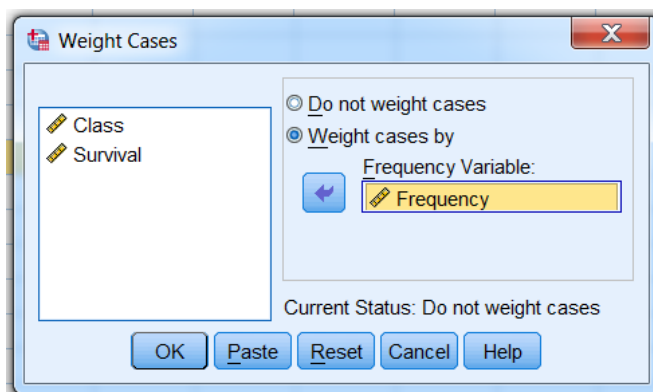 Weight Cases
Class
Survival
Do not weight cases
Weight cases by
Frequency Variable:
Frequency
Current Status: Do not weight cases
OK
Paste
Reset
Cancel
Help